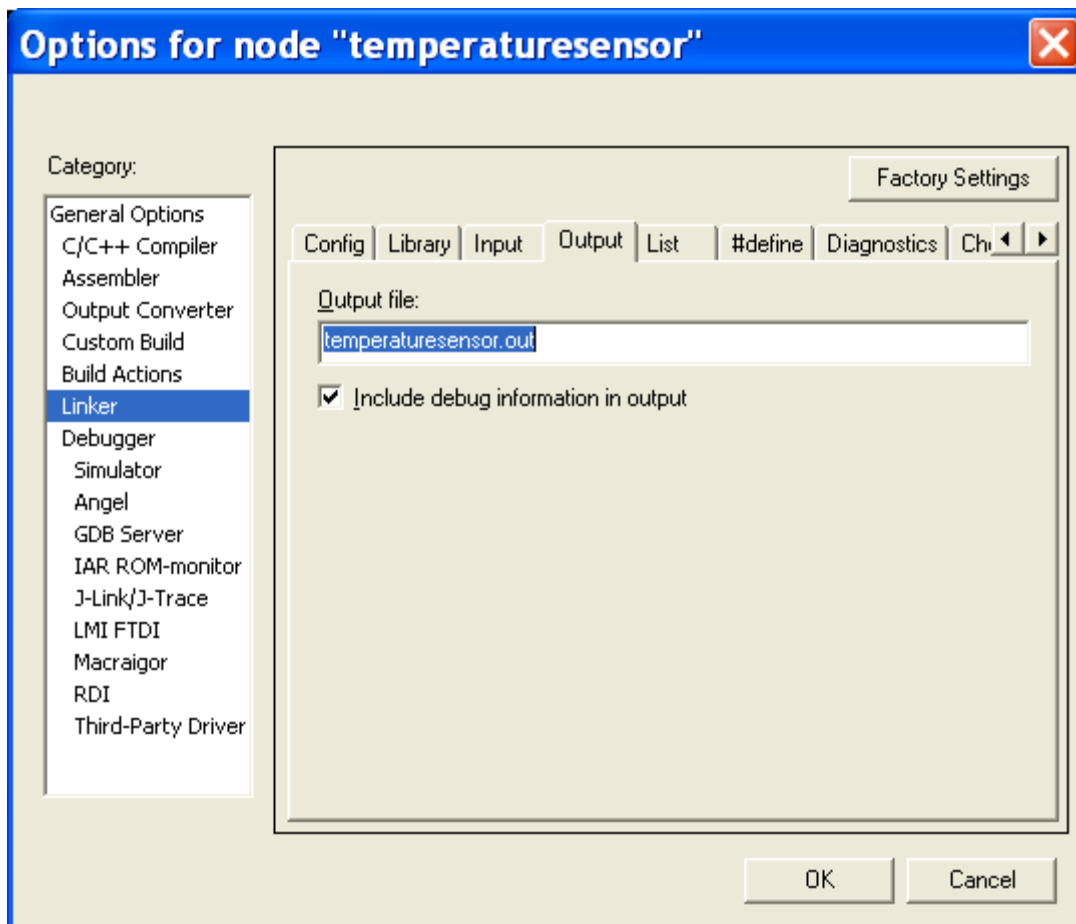 Options for node "temperaturesensor"
Category:
General Options
C/C++ Compiler
Assembler
Output Converter
Custom Build
Build Actions
Linker
Debugger
Simulator
Angel
GDB Server
IAR ROM-monitor
J-Link/J-Trace
LMI FTDI
Macraigor
RDI
Third-Party Driver
Factory Settings
Config Library Input Output List #define Diagnostics
Output file:
temperaturesensor.out
Include debug information in output
OK Cancel